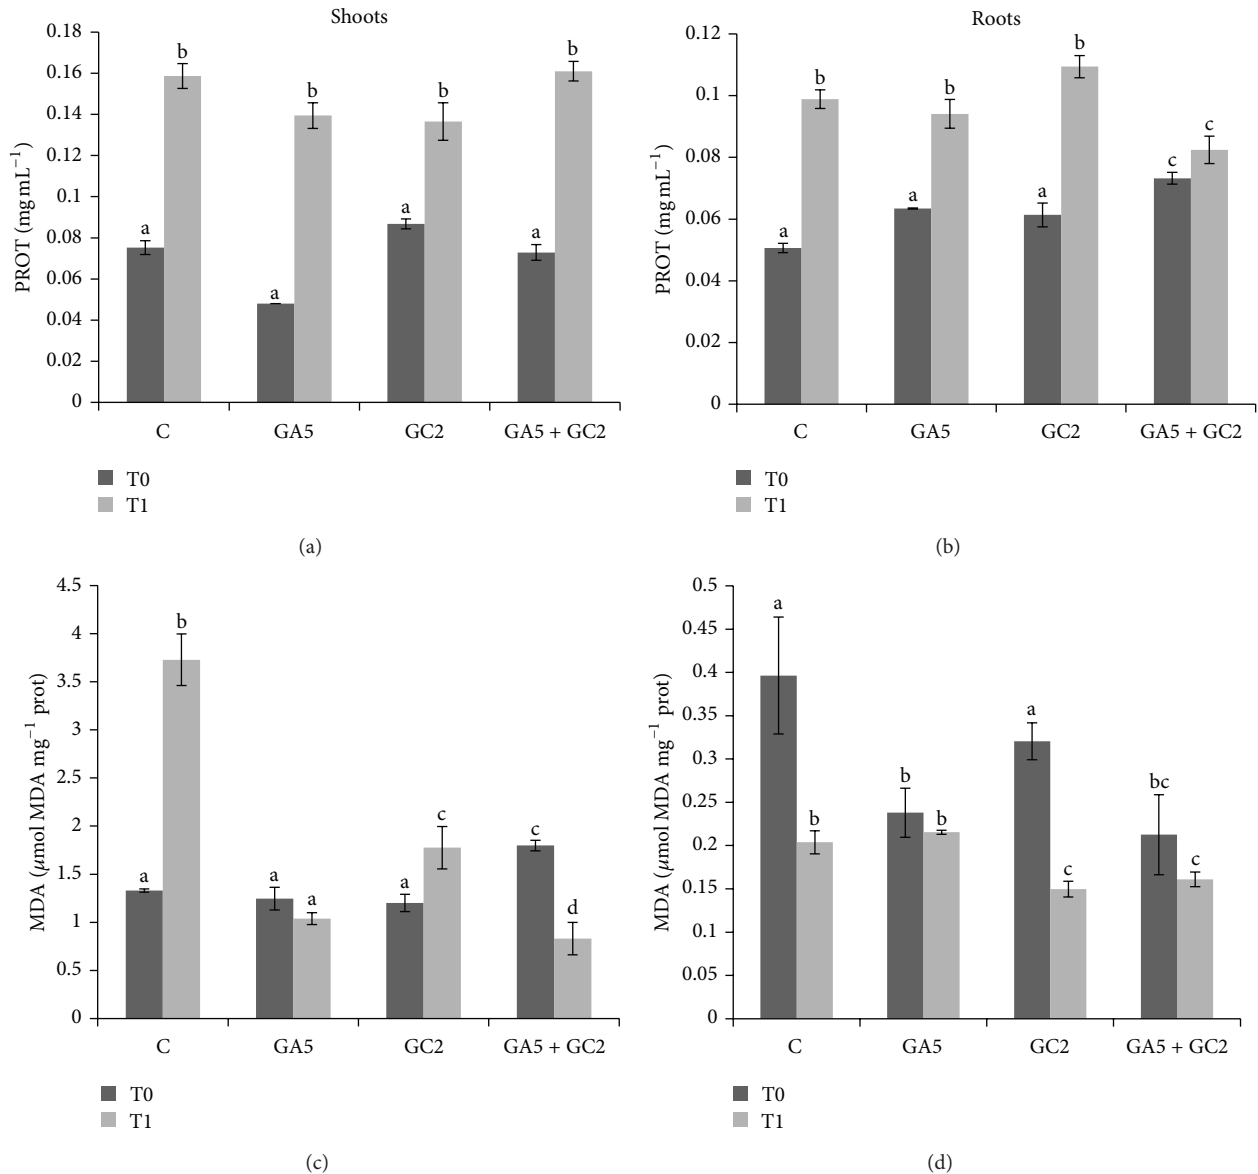 Shoots
PROT (mg mL−1)
0.18
0.16
0.14
0.12
0.1
0.08
0.06
0.04
0.02
0
a b a b a b a b
C GA5 GC2 GA5 + GC2
T0
T1
(a)
Roots
PROT (mg mL−1)
0.12
0.1
0.08
0.06
0.04
0.02
0
a b a b a b c c
C GA5 GC2 GA5 + GC2
T0
T1
(b)
MDA (μmol MDA mg−1 prot)
4.5
4
3.5
3
2.5
2
1.5
1
0.5
0
a b a a a c c d
C GA5 GC2 GA5 + GC2
T0
T1
(c)
MDA (μmol MDA mg−1 prot)
0.5
0.45
0.4
0.35
0.3
0.25
0.2
0.15
0.1
0.05
0
a b b b a c bc c
C GA5 GC2 GA5 + GC2
T0
T1
(d)